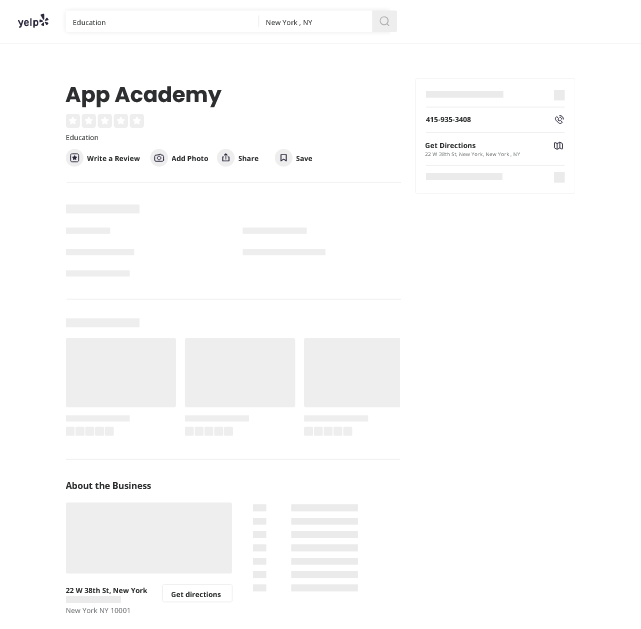 yelp
Education
New York , NY
App Academy
Education
Write a Review
Add Photo
Share
Save
415-935-3408
Get Directions
22 W 38th St, New York, New York , NY
About the Business
22 W 38th St, New York
New York NY 10001
Get directions